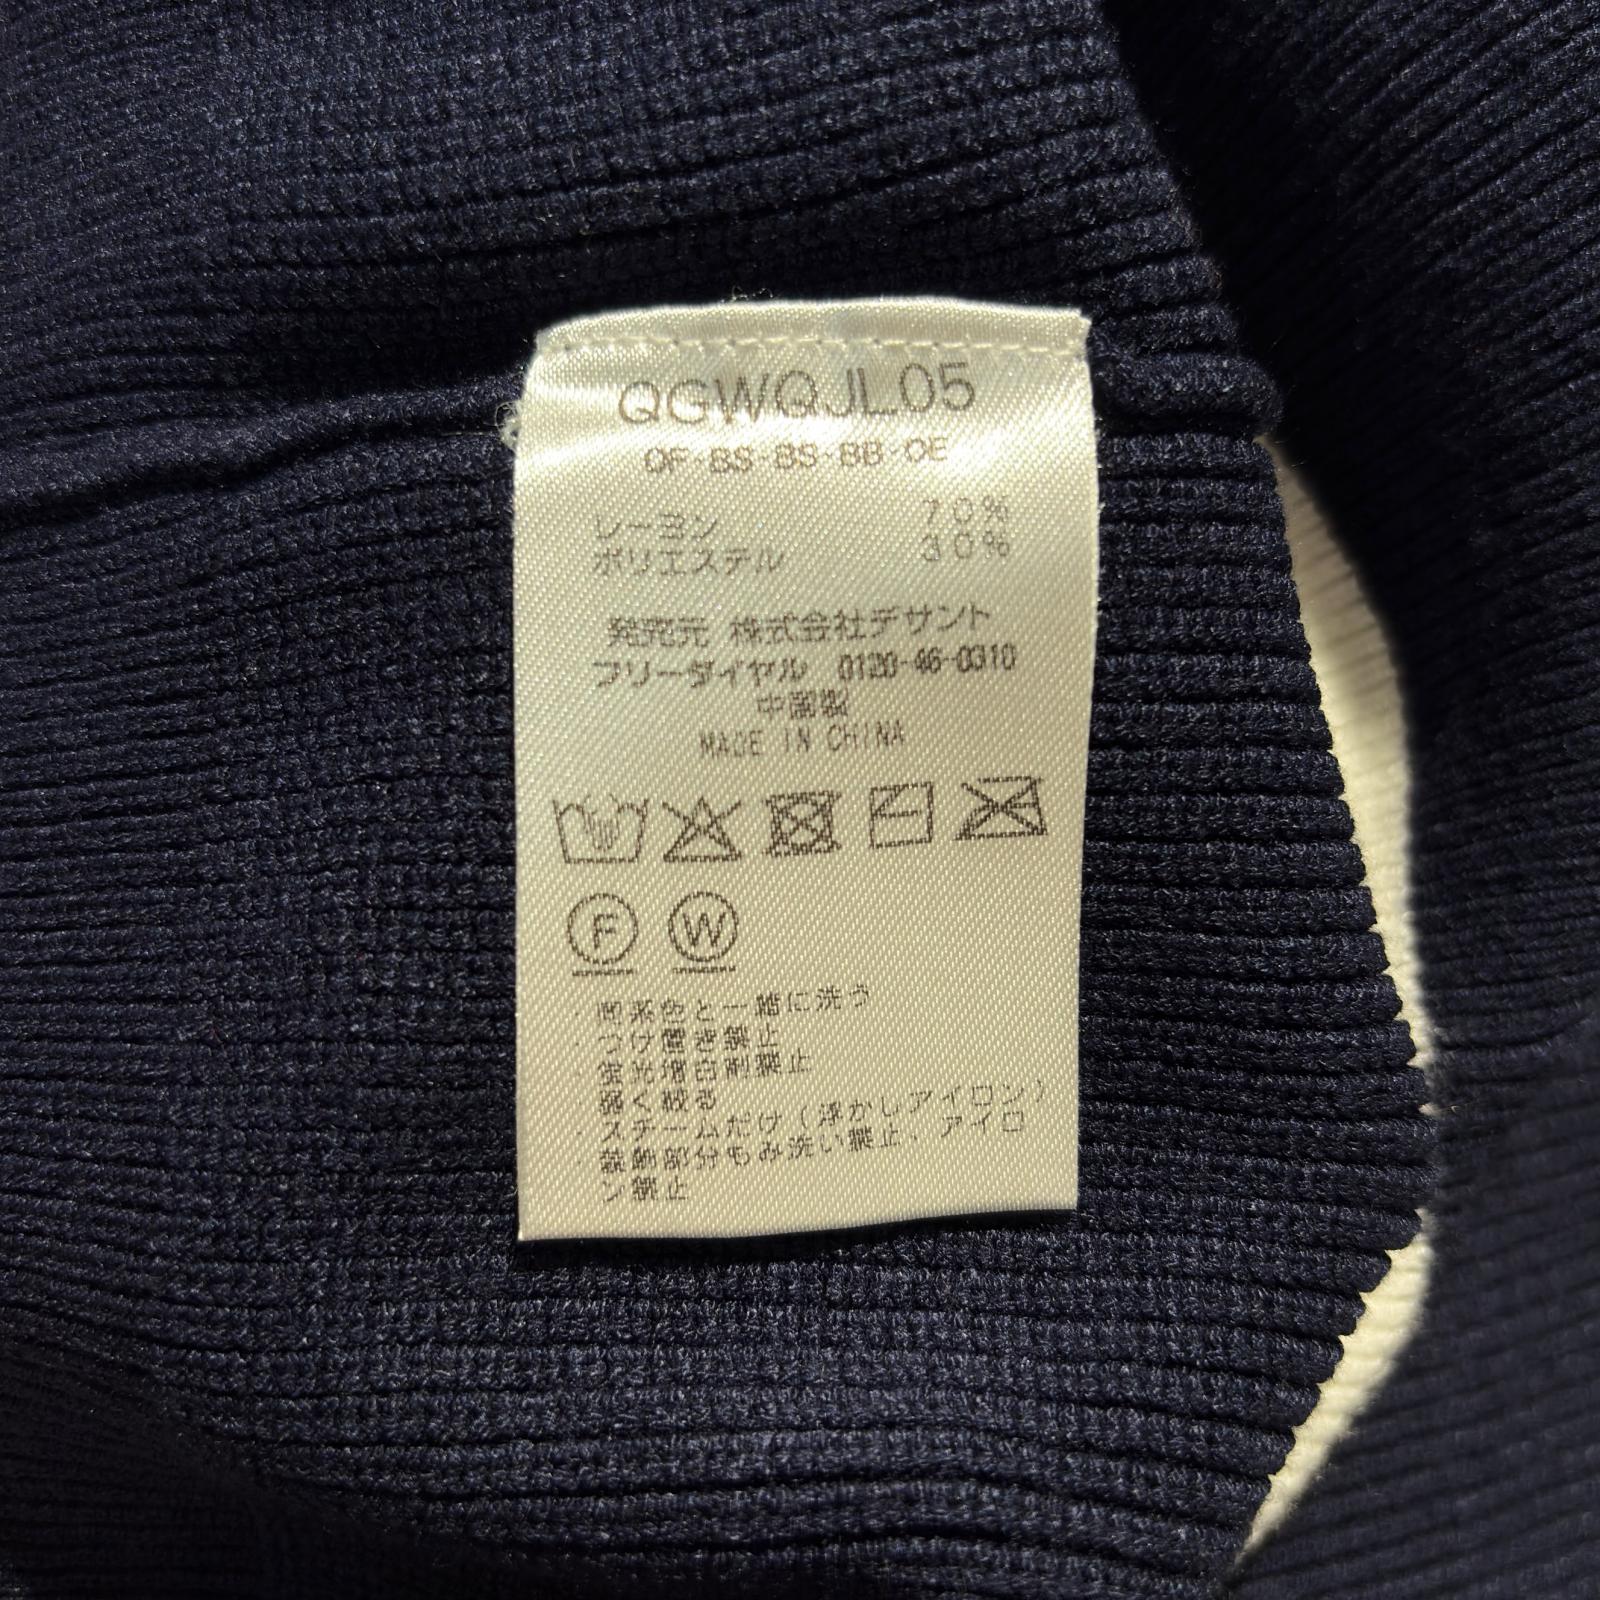 QGWQJL05
OF-BS-BS-BB-OE
レーヨン 70%
ポリエステル 30%
発売元 株式会社デサント
フリーダイヤル 0120-46-0310
中国製
MADE IN CHINA
F W
・同系色と一緒に洗う
・つけ置き禁止
・蛍光増白剤禁止
・弱く絞る
・スチームだけ(浮かしアイロン)
・装飾部分もみ洗い禁止、アイロ
ン禁止